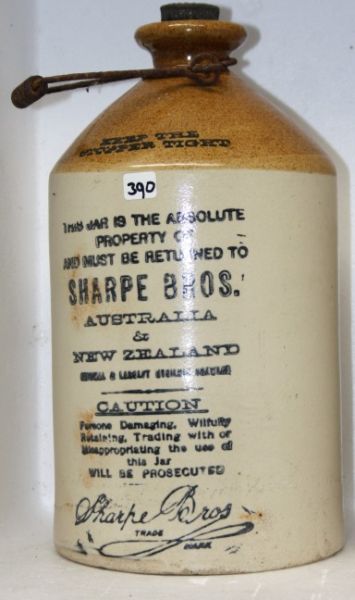 KEEP THE
STOPPER TIGHT
390
THIS JAR IS THE ABSOLUTE
PROPERTY OF
AND MUST BE RETURNED TO
SHARPE BROS.
AUSTRALIA
&
NEW ZEALAND
CAUTION
Persons Damaging, Wilfully
Retaining, Trading with or
Misappropriating the use of
this Jar
WILL BE PROSECUTED
Sharpe Bros
TRADE
MARK